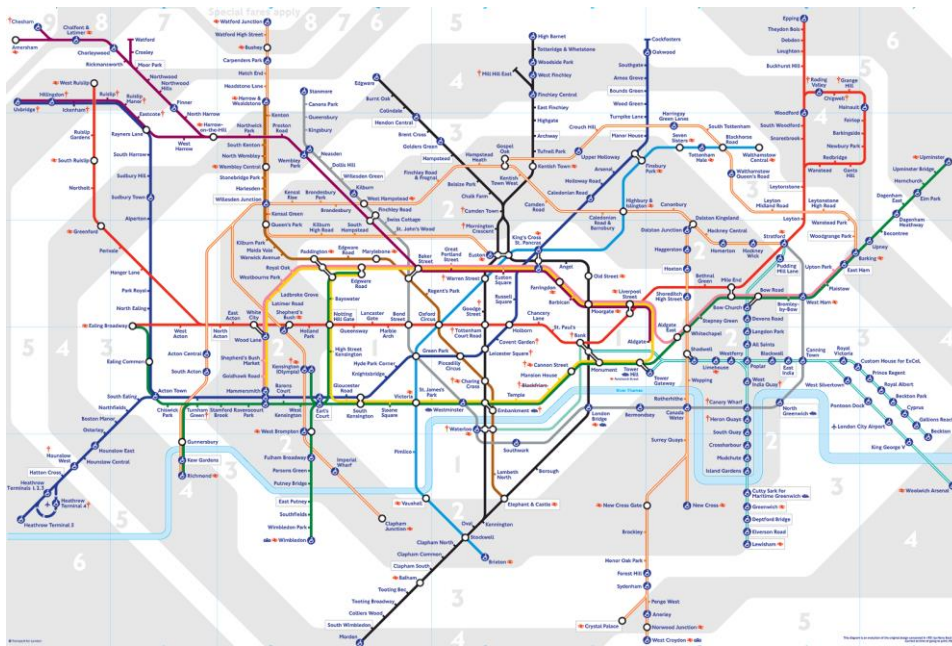 Special fares apply
Chesham
Chalfont &
Latimer
Watford
Amersham
Chorleywood
Croxley
Rickmansworth
Moor Park
Northwood
Northwood
Hills
Pinner
North Harrow
Harrow-
on-the-Hill
Northwick
Park
Preston
Road
Wembley
Park
West Ruislip
Hillingdon
Ruislip
Ruislip
Manor
Uxbridge
Ickenham
Eastcote
Rayners Lane
West
Harrow
Ruislip
Gardens
South Ruislip
Northolt
Greenford
Perivale
Hanger Lane
South Harrow
Sudbury Hill
Sudbury Town
Alperton
Park Royal
North Ealing
Ealing Broadway
Ealing Common
West
Acton
North
Acton
East
Acton
White
City
Wood Lane
Shepherd's
Bush
Holland
Park
Notting
Hill Gate
Queensway
Lancaster
Gate
Marble
Arch
Bond
Street
Oxford
Circus
Tottenham
Court Road
Holborn
Chancery
Lane
St. Paul's
Bank
Watford Junction
Watford High Street
Bushey
Carpenders Park
Hatch End
Headstone Lane
Harrow &
Wealdstone
Kenton
South Kenton
North Wembley
Wembley Central
Stonebridge Park
Harlesden
Willesden Junction
Kensal Green
Queen's Park
Kilburn Park
Maida Vale
Warwick Avenue
Royal Oak
Westbourne Park
Ladbroke Grove
Latimer Road
Paddington
Edgware
Road
Marylebone
Baker
Street
Great
Portland
Street
Euston
Square
Stanmore
Canons Park
Queensbury
Kingsbury
Neasden
Dollis Hill
Willesden Green
Kilburn
West Hampstead
Finchley Road
Swiss Cottage
St. John's Wood
Kensal
Rise
Brondesbury
Park
Brondesbury
Kilburn
High Road
South
Hampstead
Finchley Road
& Frognal
Edgware
Burnt Oak
Colindale
Hendon Central
Brent Cross
Golders Green
Hampstead
Belsize Park
Chalk Farm
Camden Town
Mornington
Crescent
Euston
High Barnet
Totteridge & Whetstone
Woodside Park
West Finchley
Mill Hill East
Finchley Central
East Finchley
Highgate
Archway
Tufnell Park
Kentish Town
Kentish
Town West
Hampstead
Heath
Gospel
Oak
Camden
Road
Cockfosters
Oakwood
Southgate
Arnos Grove
Bounds Green
Wood Green
Turnpike Lane
Manor House
Finsbury
Park
Arsenal
Holloway Road
Caledonian Road
King's Cross
St. Pancras
Russell
Square
Caledonian
Road &
Barnsbury
Crouch Hill
Upper Holloway
Harringay
Green Lanes
Seven
Sisters
South Tottenham
Tottenham
Hale
Blackhorse
Road
Walthamstow
Central
Walthamstow
Queen's Road
Leyton
Midland Road
Leytonstone
High Road
Wanstead Park
Woodgrange Park
Barking
Highbury &
Islington
Canonbury
Dalston Junction
Dalston Kingsland
Hackney
Central
Homerton
Hackney
Wick
Stratford
Haggerston
Hoxton
Shoreditch
High Street
Epping
Theydon Bois
Debden
Loughton
Buckhurst Hill
Roding
Valley
Chigwell
Grange
Hill
Hainault
Fairlop
Barkingside
Newbury Park
Gants
Hill
Redbridge
Wanstead
Woodford
South Woodford
Snaresbrook
Leytonstone
Leyton
Upminster
Upminster Bridge
Hornchurch
Elm Park
Dagenham
East
Dagenham
Heathway
Becontree
Upney
East Ham
Upton
Park
Plaistow
West Ham
Bromley-
by-Bow
Bow Road
Bow Church
Pudding
Mill Lane
Mile End
Bethnal
Green
Stepney Green
Whitechapel
Aldgate
East
Aldgate
Liverpool
Street
Moorgate
Old Street
Angel
Farringdon
Barbican
Monument
Tower
Hill
Tower
Gateway
Shadwell
Limehouse
Westferry
Poplar
Blackwall
East
India
Canning
Town
Royal
Victoria
Custom House for ExCeL
Prince Regent
Royal Albert
Beckton Park
Cyprus
Gallions Reach
Beckton
Devons Road
Langdon Park
All Saints
West Silvertown
Pontoon Dock
London City Airport
King George V
Woolwich Arsenal
West
India Quay
Canary Wharf
Heron Quays
South Quay
Crossharbour
Mudchute
Island Gardens
Cutty Sark for
Maritime Greenwich
Greenwich
Deptford Bridge
Elverson Road
Lewisham
North
Greenwich
Wapping
Rotherhithe
Canada
Water
Surrey Quays
New Cross Gate
New Cross
Brockley
Honor Oak Park
Forest Hill
Sydenham
Crystal Palace
Penge West
Anerley
Norwood Junction
West Croydon
Bayswater
High Street
Kensington
Edgware
Road
Regent's Park
Warren Street
Goodge
Street
Covent Garden
Leicester Square
Piccadilly
Circus
Charing
Cross
Green Park
Hyde Park Corner
Knightsbridge
Gloucester
Road
South
Kensington
Sloane
Square
Victoria
St. James's
Park
Westminster
Embankment
Temple
Blackfriars
Mansion House
Cannon Street
River Thames
Waterloo
Southwark
London
Bridge
Bermondsey
Lambeth
North
Elephant & Castle
Borough
Kennington
Oval
Stockwell
Clapham North
Clapham Common
Clapham South
Balham
Tooting Bec
Tooting Broadway
Colliers Wood
South Wimbledon
Morden
Brixton
Vauxhall
Pimlico
Shepherd's Bush
Market
Goldhawk Road
Hammersmith
Kensington
(Olympia)
Barons
Court
West
Kensington
Earl's
Court
West Brompton
Fulham Broadway
Parsons Green
Putney Bridge
East Putney
Southfields
Wimbledon Park
Wimbledon
Imperial
Wharf
Clapham
Junction
Acton Central
South Acton
Acton Town
Chiswick
Park
Turnham
Green
Stamford
Brook
Ravenscourt
Park
Gunnersbury
Kew Gardens
Richmond
South Ealing
Northfields
Boston Manor
Osterley
Hounslow East
Hounslow Central
Hounslow
West
Hatton Cross
Heathrow
Terminals 1, 2, 3
Heathrow
Terminal 4
Heathrow Terminal 5